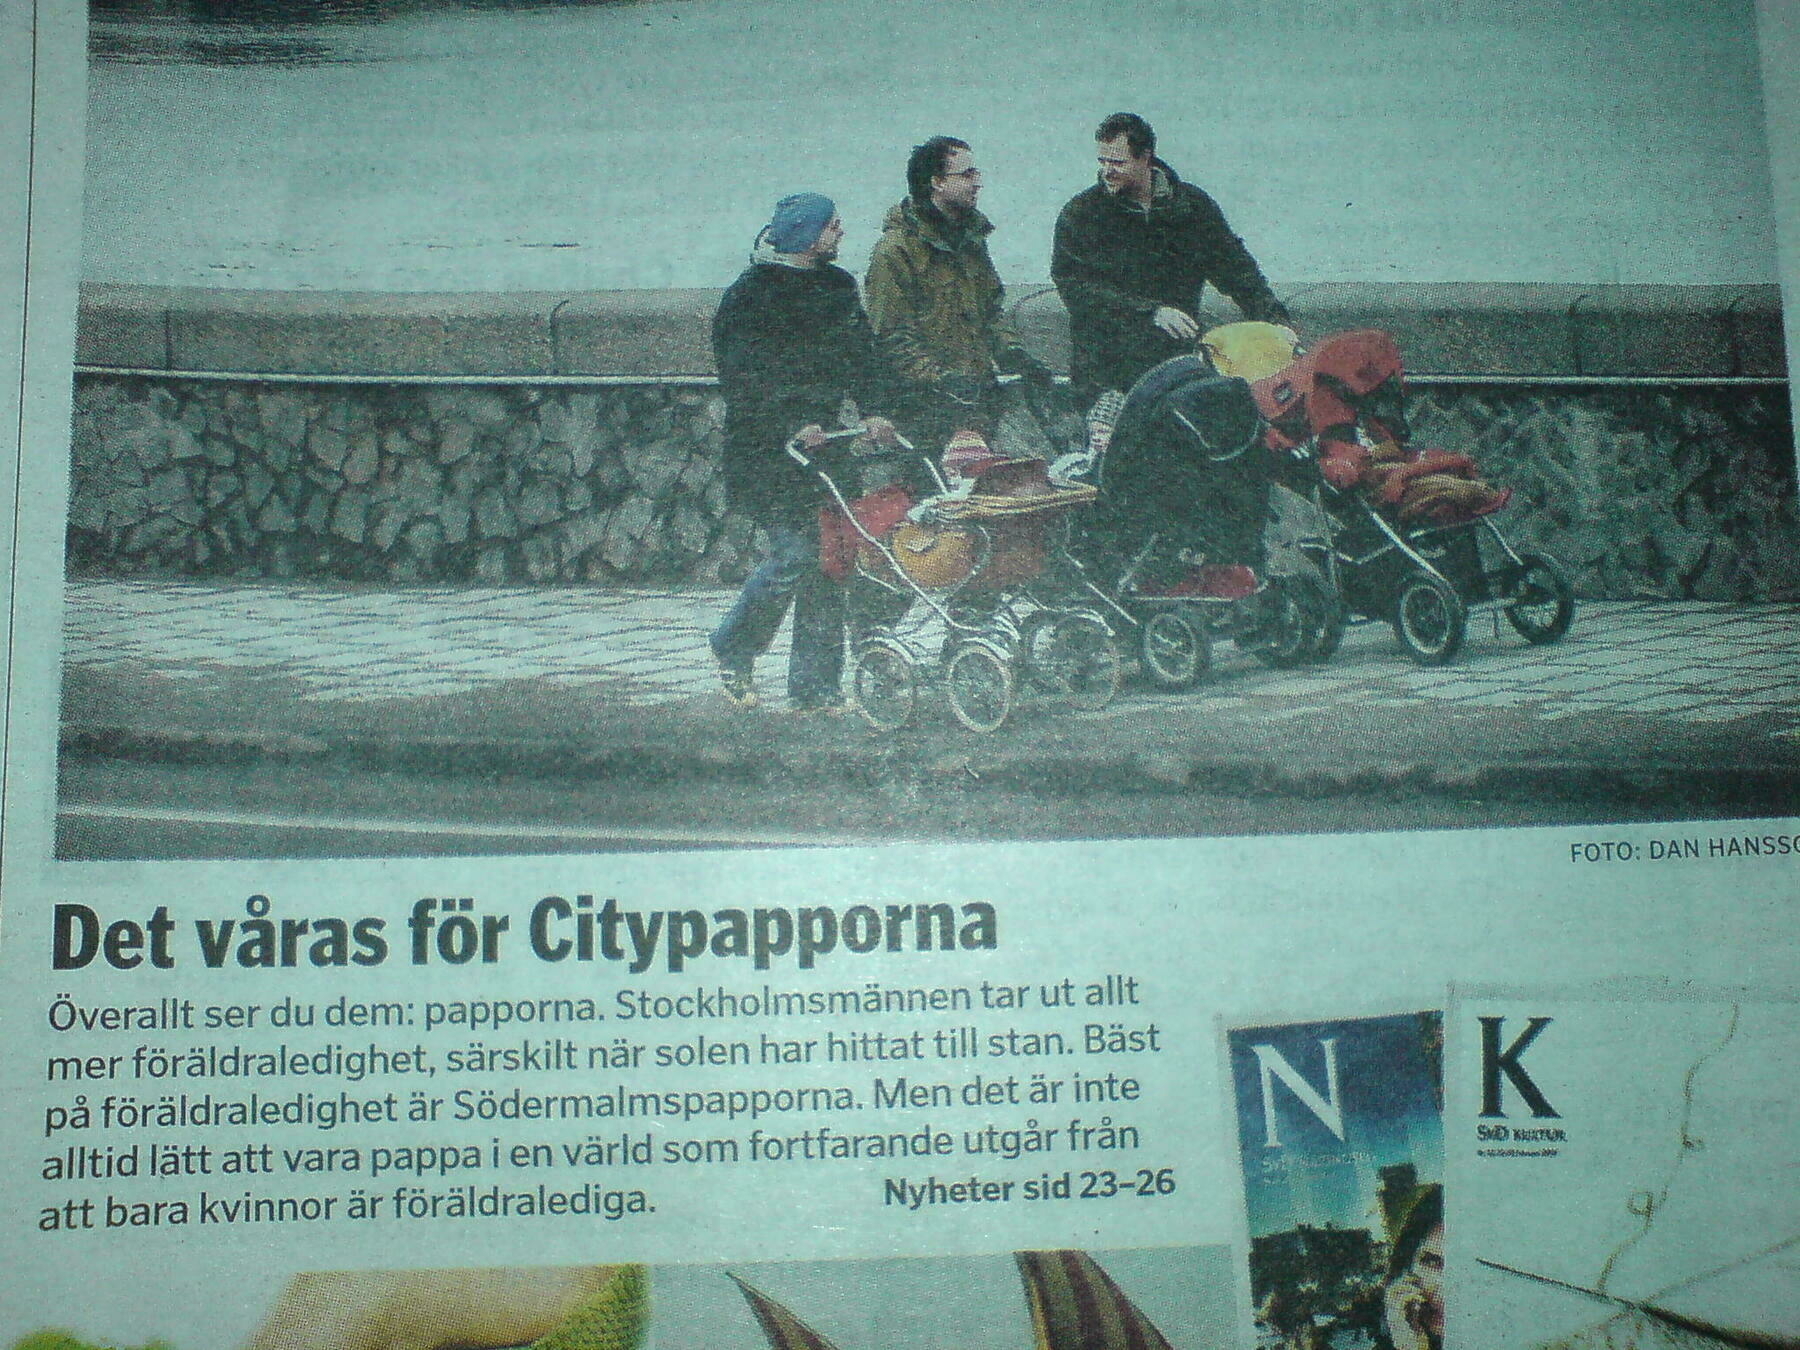 FOTO: DAN HANSSO
Det våras för Citypapporna
Överallt ser du dem: papporna. Stockholmsmännen tar ut allt
mer föräldraledighet, särskilt när solen har hittat till stan. Bäst
på föräldraledighet är Södermalmspapporna. Men det är inte
alltid lätt att vara pappa i en värld som fortfarande utgår från
att bara kvinnor är föräldralediga. Nyheter sid 23–26
N
K
SvD KULTUR